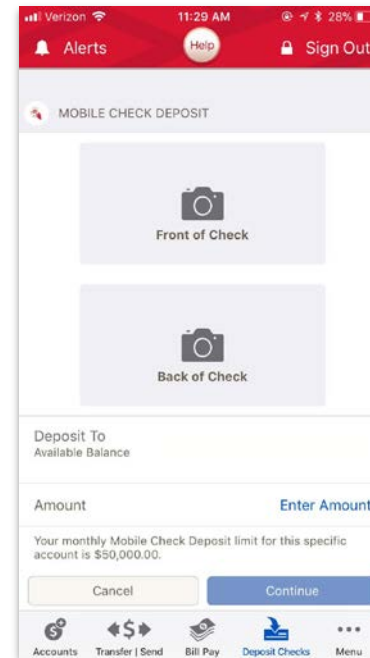 Verizon 11:29 AM 28%
Alerts Help Sign Out
MOBILE CHECK DEPOSIT
Front of Check
Back of Check
Deposit To
Available Balance
Amount Enter Amount
Your monthly Mobile Check Deposit limit for this specific
account is $50,000.00.
Cancel Continue
Accounts Transfer | Send Bill Pay Deposit Checks Menu